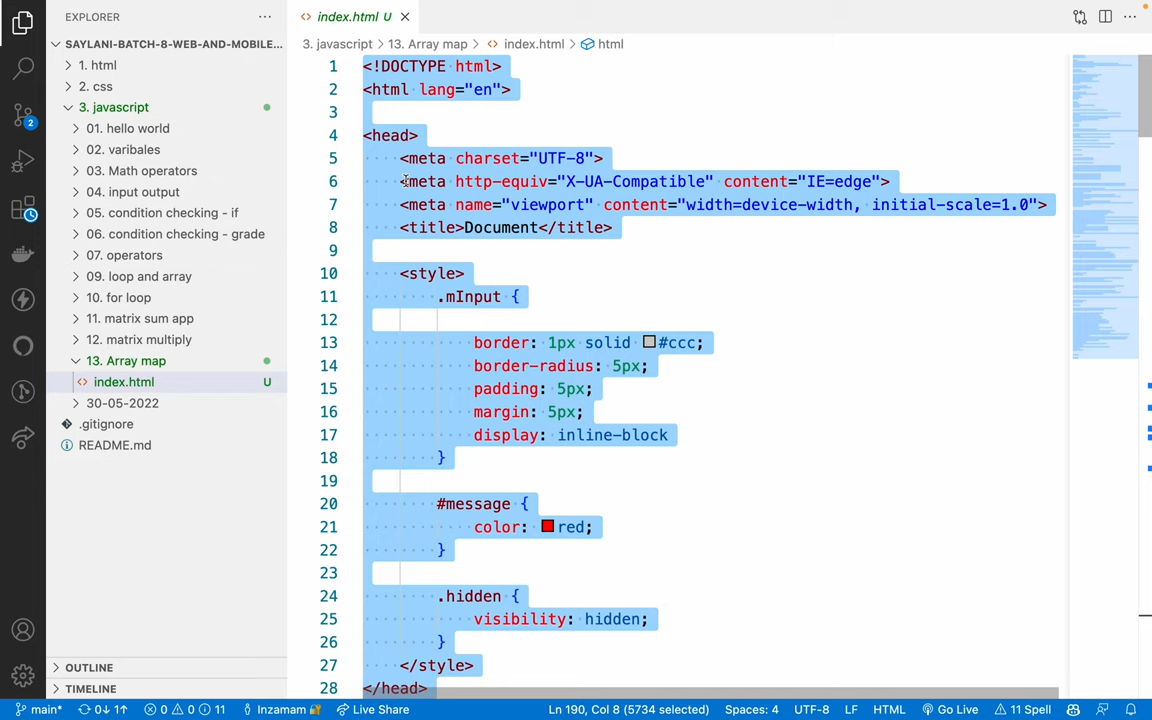 EXPLORER
SAYLANI-BATCH-8-WEB-AND-MOBILE...
1. html
2. css
3. javascript
01. hello world
02. varibales
03. Math operators
04. input output
05. condition checking - if
06. condition checking - grade
07. operators
09. loop and array
10. for loop
11. matrix sum app
12. matrix multiply
13. Array map
index.html U
30-05-2022
.gitignore
README.md
OUTLINE
TIMELINE
2
index.html U
3. javascript > 13. Array map > index.html > html
1 <!DOCTYPE html>
2 <html lang="en">
3
4 <head>
5 <meta charset="UTF-8">
6 <meta http-equiv="X-UA-Compatible" content="IE=edge">
7 <meta name="viewport" content="width=device-width, initial-scale=1.0">
8 <title>Document</title>
9
10 <style>
11 .mInput {
12
13 border: 1px solid #ccc;
14 border-radius: 5px;
15 padding: 5px;
16 margin: 5px;
17 display: inline-block
18 }
19
20 #message {
21 color: red;
22 }
23
24 .hidden {
25 visibility: hidden;
26 }
27 </style>
28 </head>
main* 0↓ 1↑ 0 0 11 Inzamam Live Share Ln 190, Col 8 (5734 selected) Spaces: 4 UTF-8 LF HTML Go Live 11 Spell